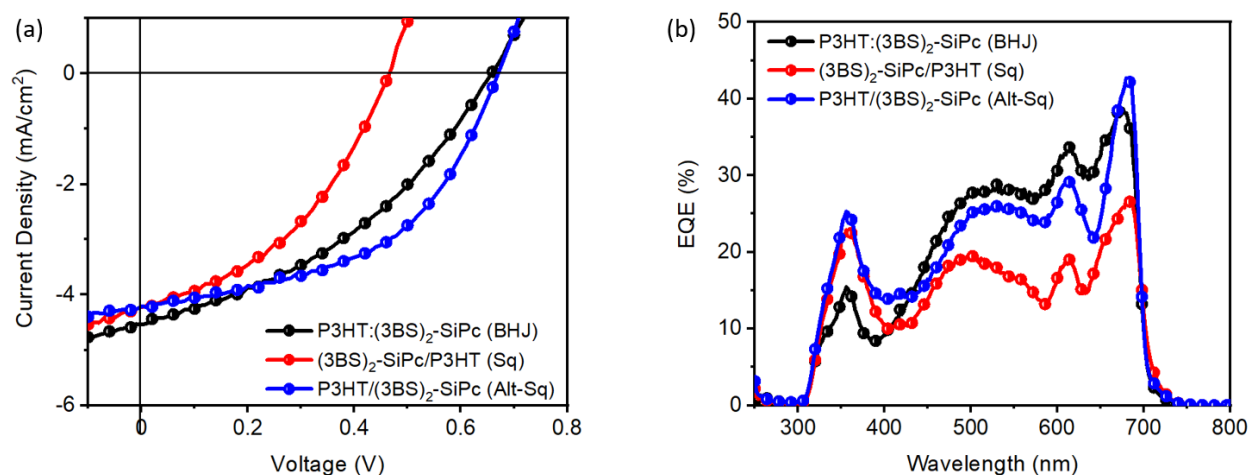 (a)
Current Density (mA/cm²)
0
-2
-4
-6
0
0.2
0.4
0.6
0.8
Voltage (V)
P3HT:(3BS)₂-SiPc (BHJ)
(3BS)₂-SiPc/P3HT (Sq)
P3HT/(3BS)₂-SiPc (Alt-Sq)
(b)
EQE (%)
50
40
30
20
10
0
300
400
500
600
700
800
Wavelength (nm)
P3HT:(3BS)₂-SiPc (BHJ)
(3BS)₂-SiPc/P3HT (Sq)
P3HT/(3BS)₂-SiPc (Alt-Sq)